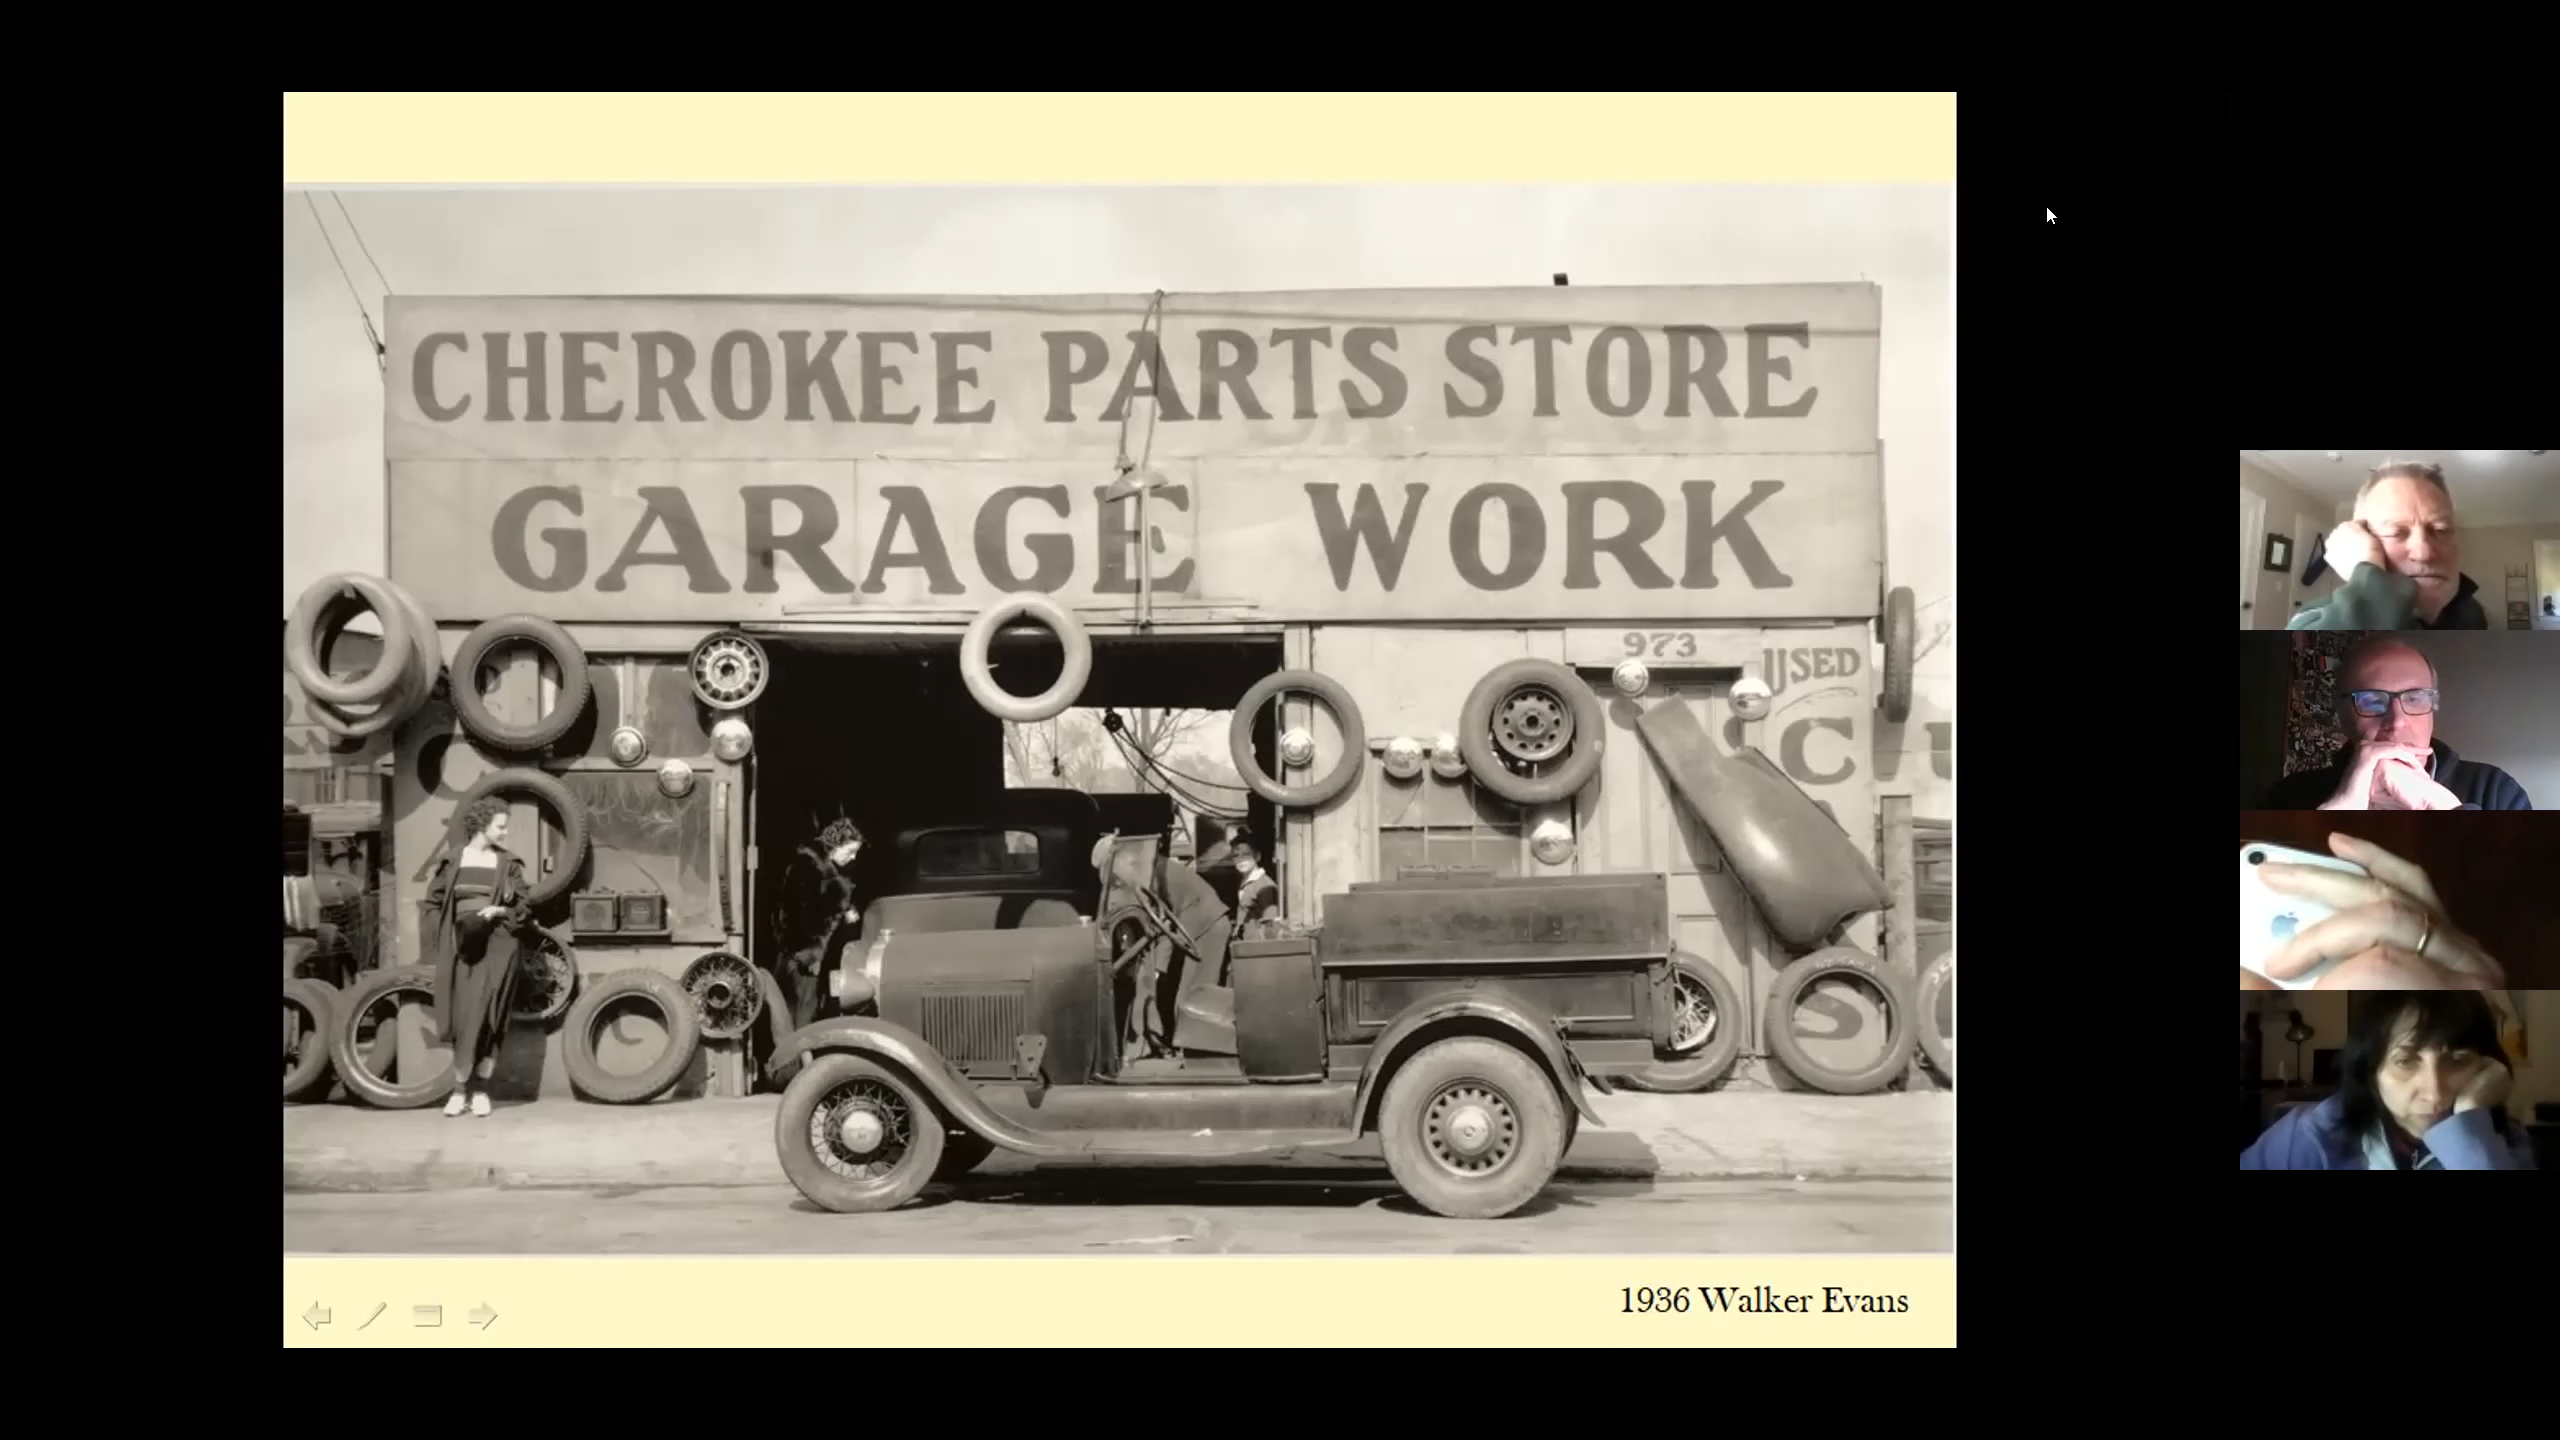 CHEROKEE PARTS STORE
GARAGE WORK
973
USED
C
1936 Walker Evans